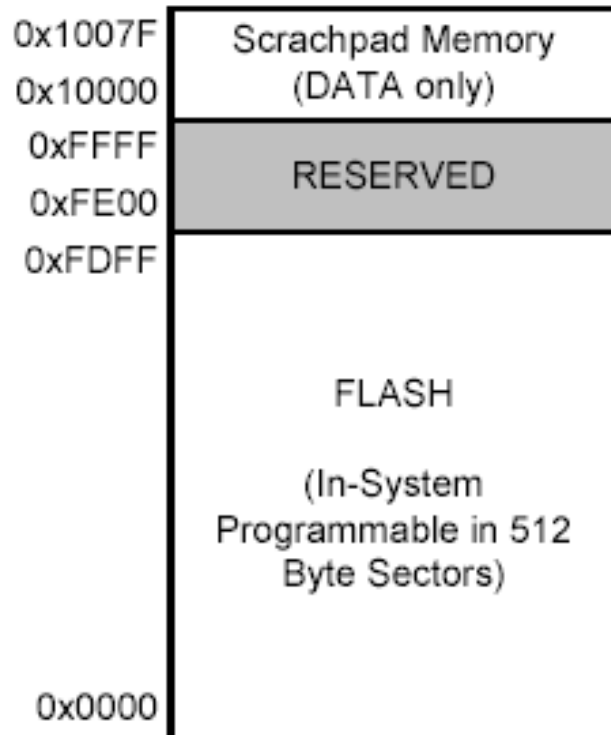 0x1007F
Scrachpad Memory
0x10000
(DATA only)
0xFFFF
RESERVED
0xFE00
0xFDFF
FLASH
(In-System
Programmable in 512
Byte Sectors)
0x0000